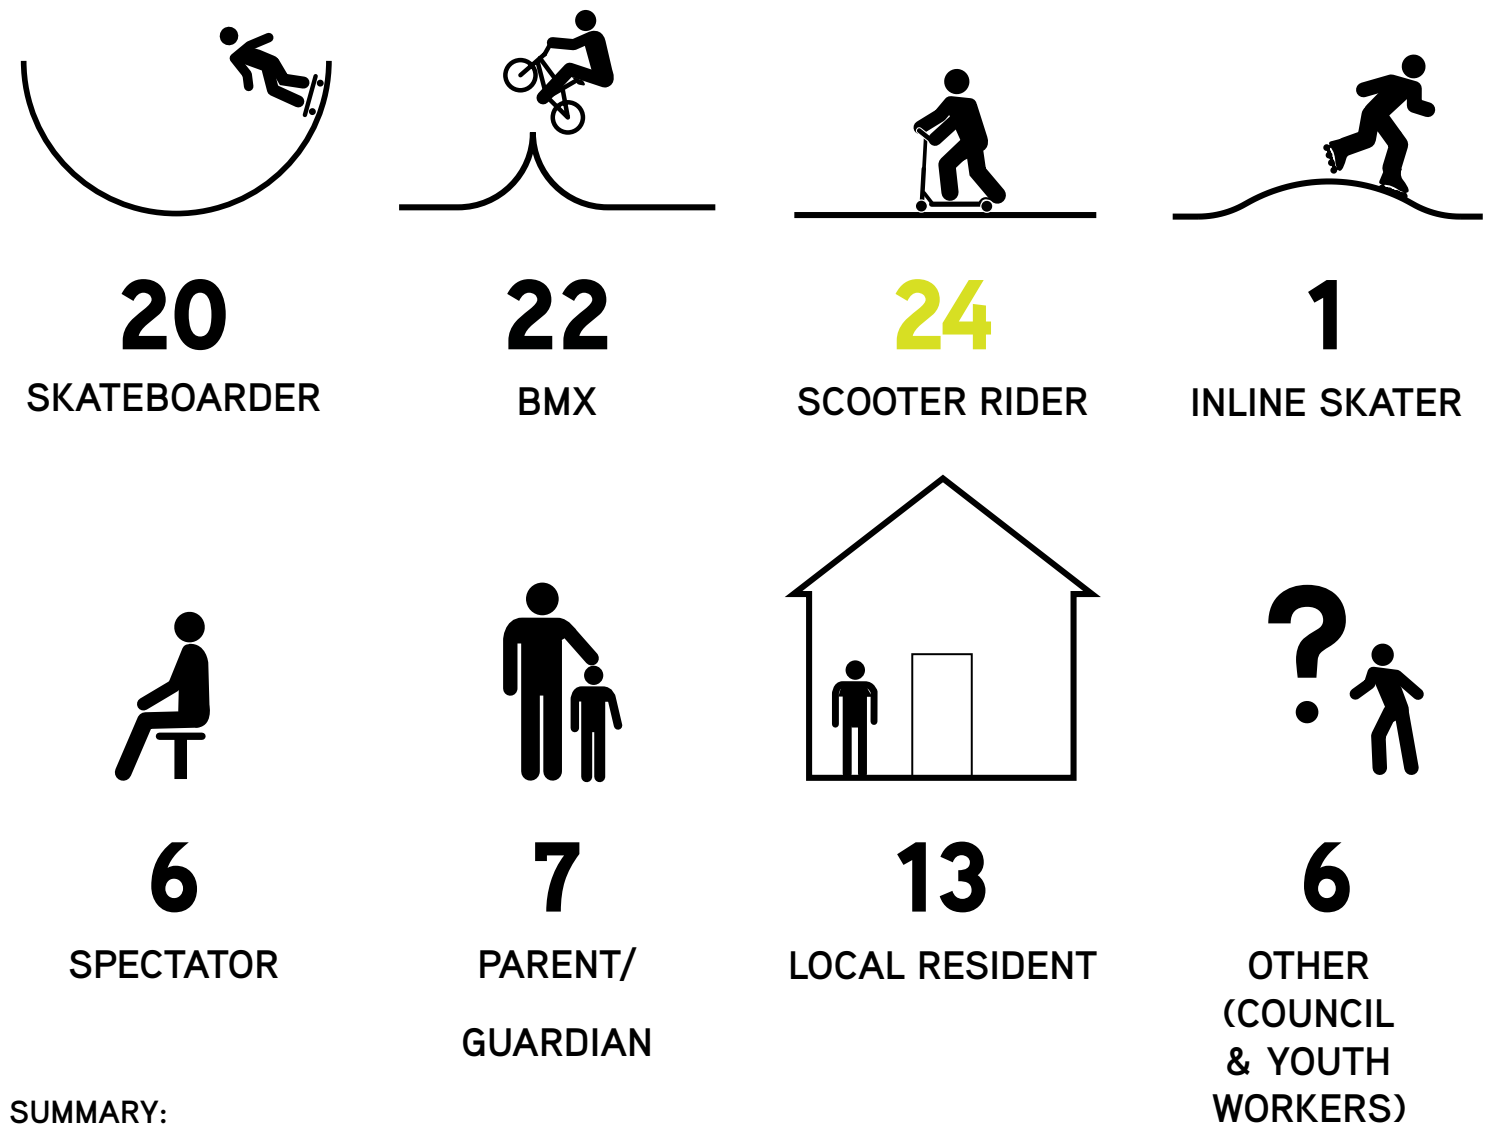 20
22
24
1
SKATEBOARDER
BMX
SCOOTER RIDER
INLINE SKATER
?
6
7
13
6
SPECTATOR
PARENT/
GUARDIAN
LOCAL RESIDENT
OTHER
(COUNCIL
& YOUTH
WORKERS)
SUMMARY: